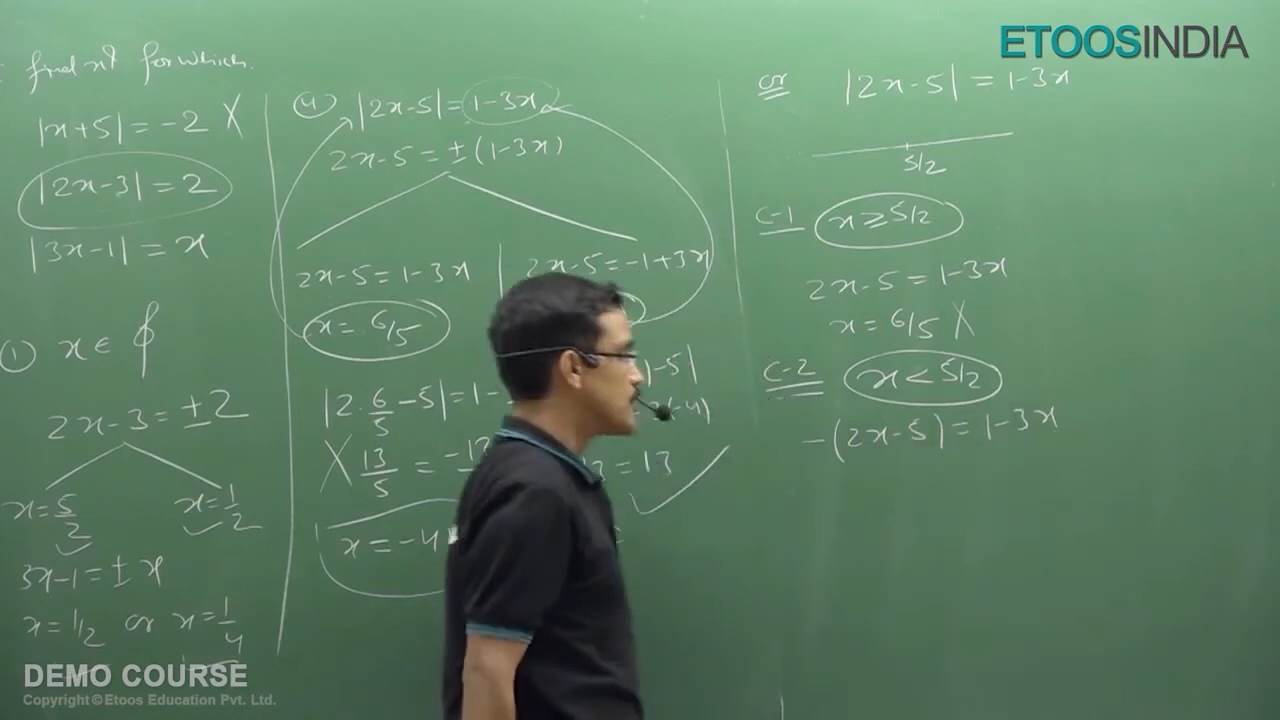 ETOOSINDIA
: find x? for which.
|x+5| = -2 X
|2x-3| = 2
|3x-1| = x
① x ∈ ϕ
2x-3 = ±2
x = 5/2 x = 1/2
3x-1 = ± x
x = 1/2 or x = 1/4
④ |2x-5| = 1-3x
2x-5 = ± (1-3x)
2x-5 = 1-3x 2x-5 = -1+3x
x = 6/5
|2. 6/5 -5| = 1- -5|
(-4)
X 13/5 = -13 = 13
x = -4
or |2x-5| = 1-3x
5/2
C-1 x ≥ 5/2
2x-5 = 1-3x
x = 6/5 X
C-2 x < 5/2
-(2x-5) = 1-3x
DEMO COURSE
Copyright © Etoos Education Pvt. Ltd.